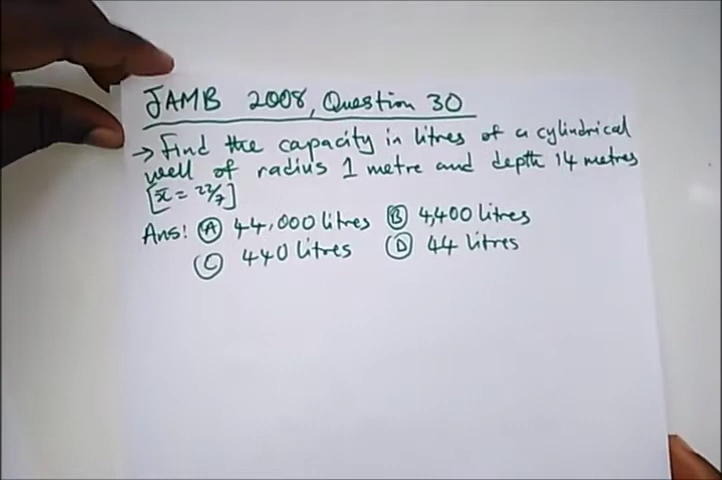 JAMB 2008, Question 30
→ Find the capacity in litres of a cylindrical
well of radius 1 metre and depth 14 metres
[π = 22/7]
Ans: (A) 44,000 litres (B) 4,400 litres
(C) 440 litres (D) 44 litres